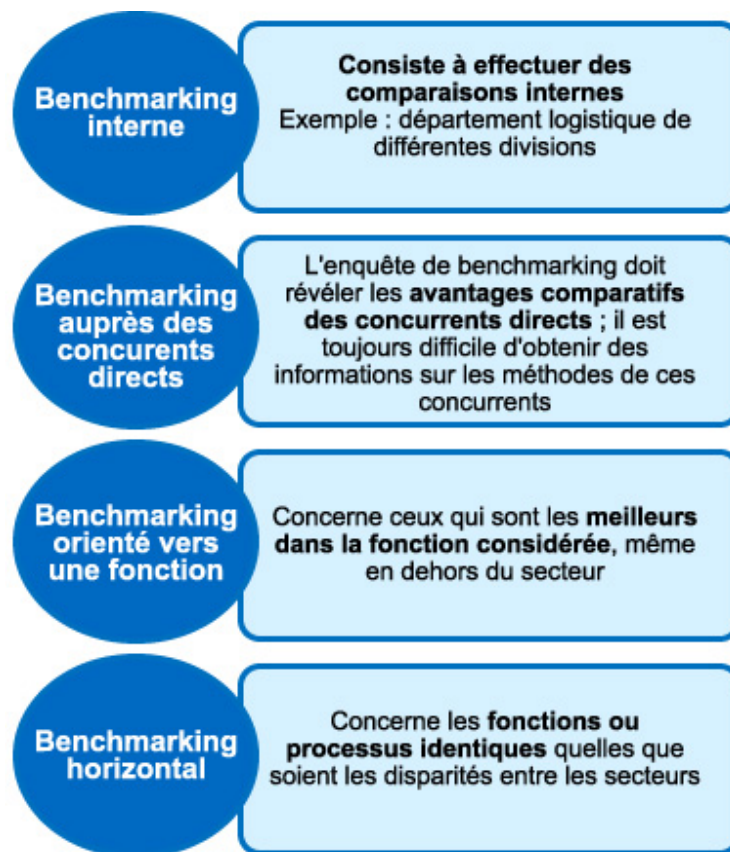 Benchmarking
interne
Consiste à effectuer des
comparaisons internes
Exemple : département logistique de
différentes divisions
Benchmarking
auprès des
concurents
directs
L'enquête de benchmarking doit
révéler les avantages comparatifs
des concurrents directs ; il est
toujours difficile d'obtenir des
informations sur les méthodes de ces
concurrents
Benchmarking
orienté vers
une fonction
Concerne ceux qui sont les meilleurs
dans la fonction considérée, même
en dehors du secteur
Benchmarking
horizontal
Concerne les fonctions ou
processus identiques quelles que
soient les disparités entre les secteurs